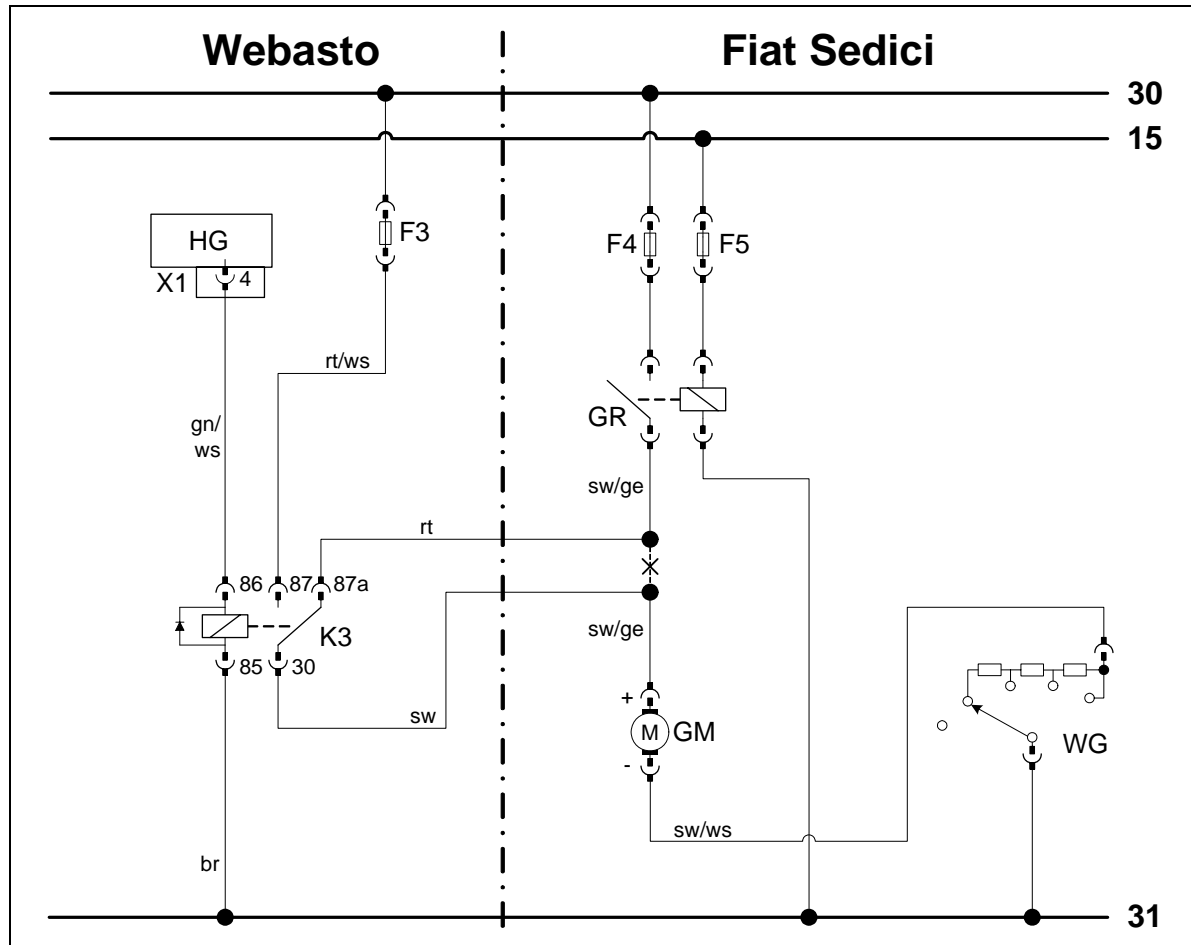 Webasto
Fiat Sedici
30
15
HG
X1
4
F3
F4
F5
rt/ws
gn/
ws
GR
sw/ge
rt
86
87
87a
K3
85
30
sw/ge
sw
+
M
GM
-
WG
sw/ws
br
31